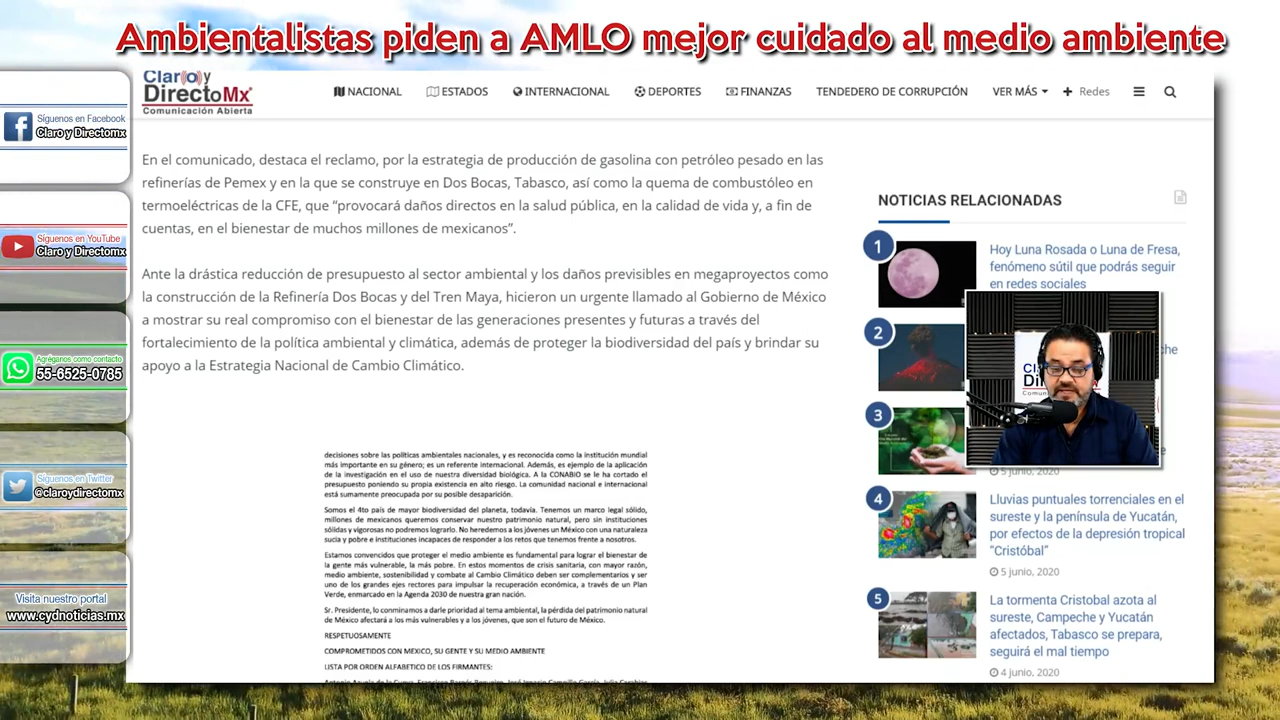 Ambientalistas piden a AMLO mejor cuidado al medio ambiente
Claro y
DirectoMx
Comunicación Abierta
NACIONAL ESTADOS INTERNACIONAL DEPORTES FINANZAS TENDEDERO DE CORRUPCIÓN VER MÁS Redes
Síguenos en Facebook
Claro y Directomx
Síguenos en YouTube
Claro y Directomx
Agréganos como contacto
55-6525-0785
Síguenos en Twitter
@claroydirectomx
Visita nuestro portal
www.cydnoticias.mx
En el comunicado, destaca el reclamo, por la estrategia de producción de gasolina con petróleo pesado en las
refinerías de Pemex y en la que se construye en Dos Bocas, Tabasco, así como la quema de combustóleo en
termoeléctricas de la CFE, que “provocará daños directos en la salud pública, en la calidad de vida y, a fin de
cuentas, en el bienestar de muchos millones de mexicanos”.
Ante la drástica reducción de presupuesto al sector ambiental y los daños previsibles en megaproyectos como
la construcción de la Refinería Dos Bocas y del Tren Maya, hicieron un urgente llamado al Gobierno de México
a mostrar su real compromiso con el bienestar de las generaciones presentes y futuras a través del
fortalecimiento de la política ambiental y climática, además de proteger la biodiversidad del país y brindar su
apoyo a la Estrategia Nacional de Cambio Climático.
decisiones sobre las políticas ambientales nacionales, y es reconocida como la institución mundial
más importante en su género; es un referente internacional. Además, es ejemplo de la aplicación
de la investigación en el uso de nuestra diversidad biológica. A la CONABIO se le ha cortado el
presupuesto poniendo su propia existencia en alto riesgo. La comunidad nacional e internacional
está sumamente preocupada por su posible desaparición.
Somos el 4to país de mayor biodiversidad del planeta, todavía. Tenemos un marco legal sólido,
millones de mexicanos queremos conservar nuestro patrimonio natural, pero sin instituciones
sólidas y vigorosas no podremos lograrlo. No heredemos a los jóvenes un México con una naturaleza
sucia y pobre e instituciones incapaces de responder a los retos que tenemos frente a nosotros.
Estamos convencidos que proteger el medio ambiente es fundamental para lograr el bienestar de
la gente más vulnerable, la más pobre. En estos momentos de crisis sanitaria, con mayor razón,
medio ambiente, sostenibilidad y combate al Cambio Climático deben ser complementarios y ser
uno de los grandes ejes rectores para impulsar la recuperación económica, a través de un Plan
Verde, enmarcado en la Agenda 2030 de nuestra gran nación.
Sr. Presidente, lo conminamos a darle prioridad al tema ambiental, la pérdida del patrimonio natural
de México afectará a los más vulnerables y a los jóvenes, que son el futuro de México.
RESPETUOSAMENTE
COMPROMETIDOS CON MEXICO, SU GENTE Y SU MEDIO AMBIENTE
LISTA POR ORDEN ALFABETICO DE LOS FIRMANTES:
NOTICIAS RELACIONADAS
1
Hoy Luna Rosada o Luna de Fresa,
fenómeno sútil que podrás seguir
en redes sociales
2
3
5 junio, 2020
4
Lluvias puntuales torrenciales en el
sureste y la península de Yucatán,
por efectos de la depresión tropical
“Cristóbal”
5 junio, 2020
5
La tormenta Cristobal azota al
sureste, Campeche y Yucatán
afectados, Tabasco se prepara,
seguirá el mal tiempo
4 junio, 2020